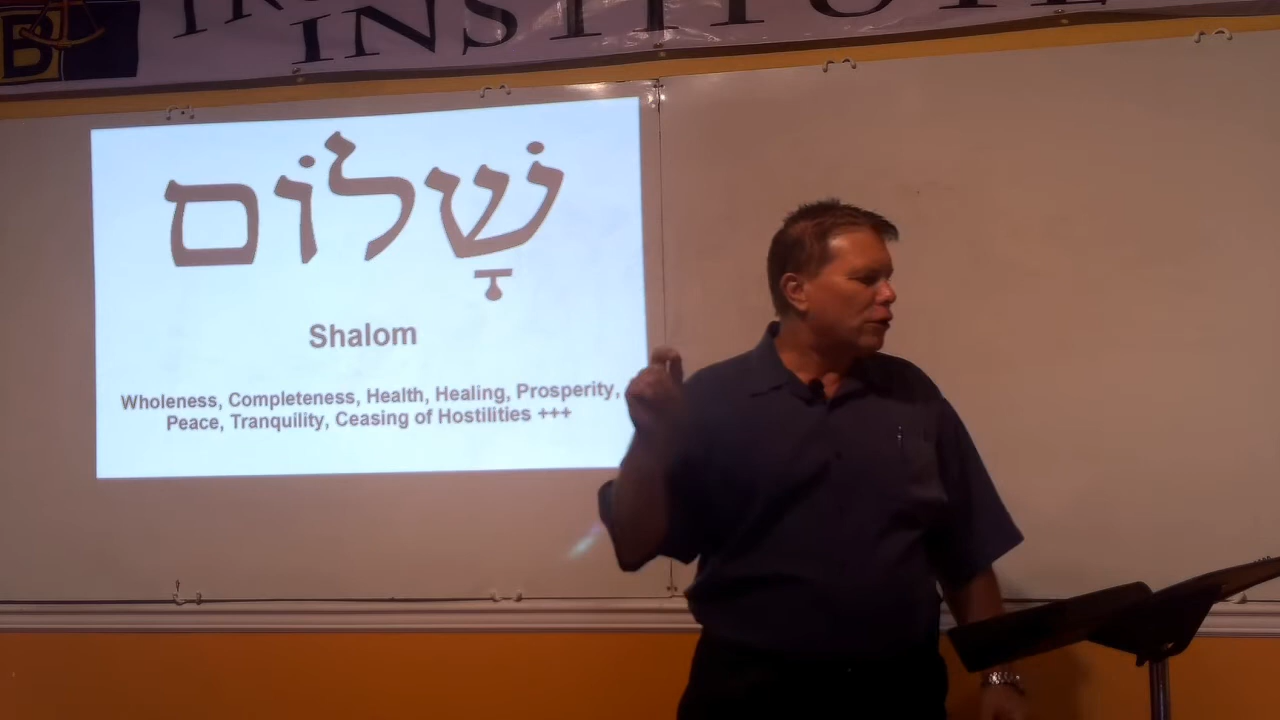 B
INSTITUTE
שָׁלוֹם
Shalom
Wholeness, Completeness, Health, Healing, Prosperity,
Peace, Tranquility, Ceasing of Hostilities +++